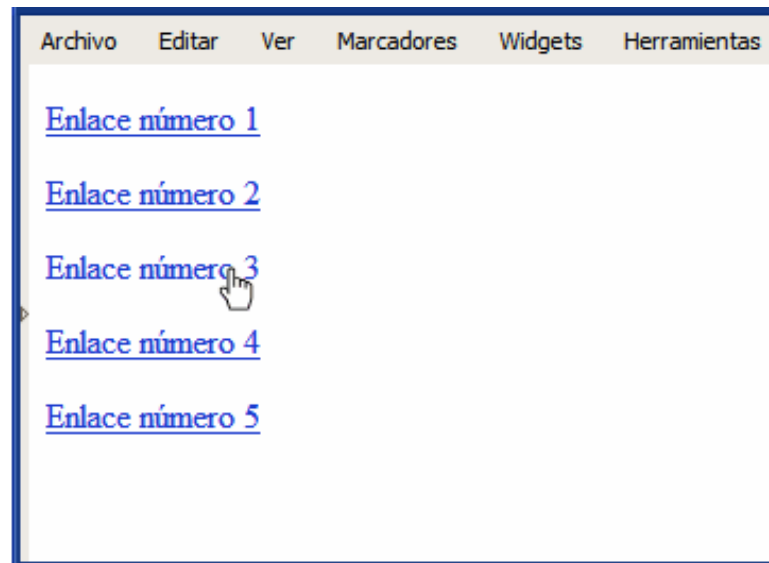 Archivo Editar Ver Marcadores Widgets Herramientas
Enlace número 1
Enlace número 2
Enlace número 3
Enlace número 4
Enlace número 5